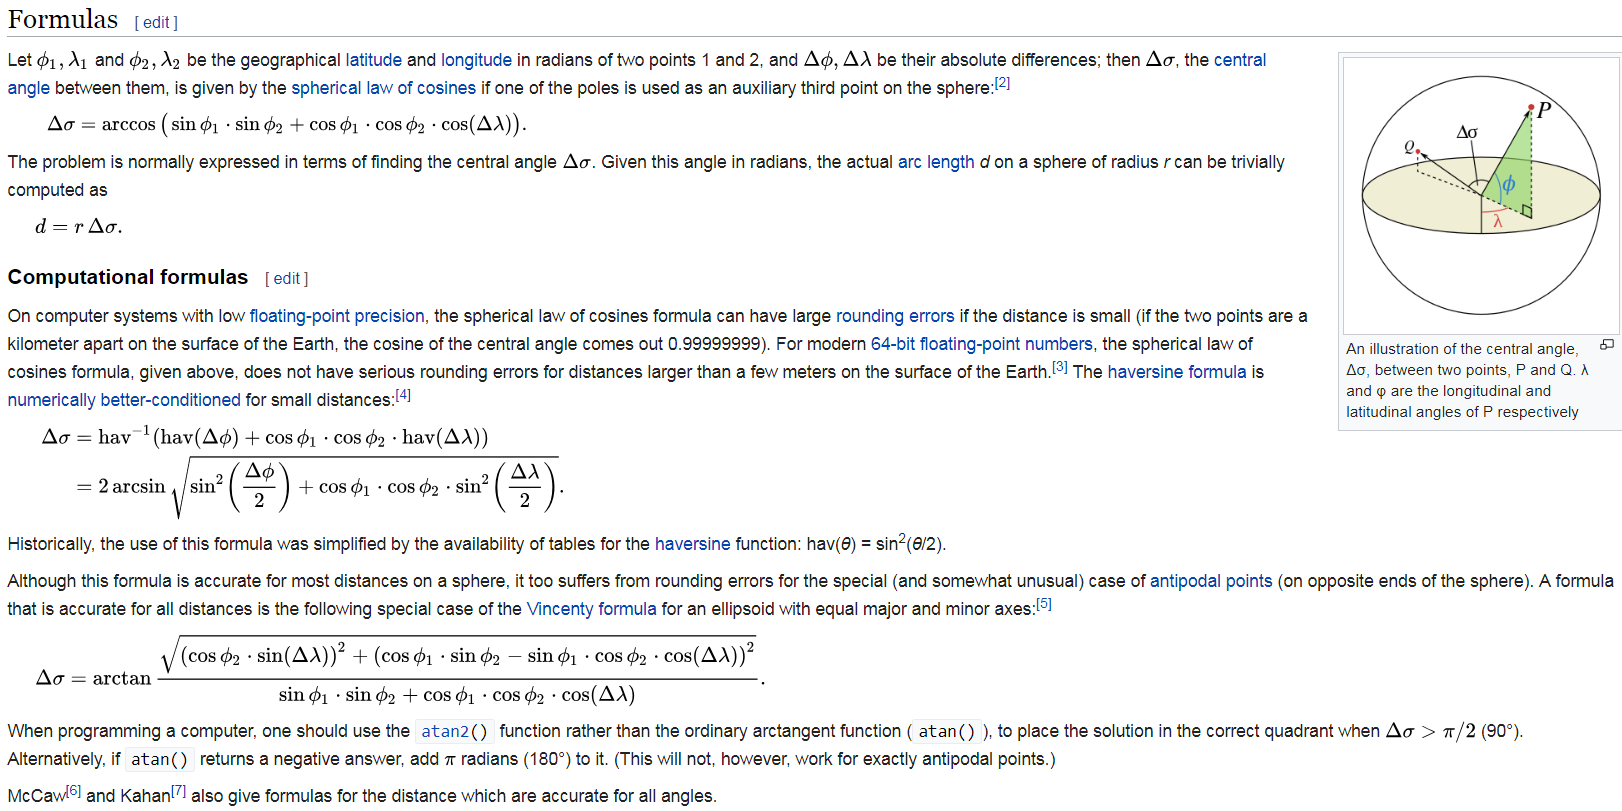 Formulas [ edit ]
Let ϕ₁, λ₁ and ϕ₂, λ₂ be the geographical latitude and longitude in radians of two points 1 and 2, and Δϕ, Δλ be their absolute differences; then Δσ, the central
angle between them, is given by the spherical law of cosines if one of the poles is used as an auxiliary third point on the sphere:[2]
Δσ = arccos ( sin ϕ₁ · sin ϕ₂ + cos ϕ₁ · cos ϕ₂ · cos(Δλ)).
The problem is normally expressed in terms of finding the central angle Δσ. Given this angle in radians, the actual arc length d on a sphere of radius r can be trivially
computed as
d = r Δσ.
Computational formulas [ edit ]
On computer systems with low floating-point precision, the spherical law of cosines formula can have large rounding errors if the distance is small (if the two points are a
kilometer apart on the surface of the Earth, the cosine of the central angle comes out 0.99999999). For modern 64-bit floating-point numbers, the spherical law of
cosines formula, given above, does not have serious rounding errors for distances larger than a few meters on the surface of the Earth.[3] The haversine formula is
numerically better-conditioned for small distances:[4]
Δσ = hav⁻¹(hav(Δϕ) + cos ϕ₁ · cos ϕ₂ · hav(Δλ))
= 2 arcsin √(sin²(Δϕ/2) + cos ϕ₁ · cos ϕ₂ · sin²(Δλ/2)).
Historically, the use of this formula was simplified by the availability of tables for the haversine function: hav(θ) = sin²(θ/2).
Although this formula is accurate for most distances on a sphere, it too suffers from rounding errors for the special (and somewhat unusual) case of antipodal points (on opposite ends of the sphere). A formula
that is accurate for all distances is the following special case of the Vincenty formula for an ellipsoid with equal major and minor axes:[5]
Δσ = arctan √((cos ϕ₂ · sin(Δλ))² + (cos ϕ₁ · sin ϕ₂ − sin ϕ₁ · cos ϕ₂ · cos(Δλ))²) / (sin ϕ₁ · sin ϕ₂ + cos ϕ₁ · cos ϕ₂ · cos(Δλ)).
When programming a computer, one should use the atan2() function rather than the ordinary arctangent function ( atan() ), to place the solution in the correct quadrant when Δσ > π/2 (90°).
Alternatively, if atan() returns a negative answer, add π radians (180°) to it. (This will not, however, work for exactly antipodal points.)
McCaw[6] and Kahan[7] also give formulas for the distance which are accurate for all angles.
P
Δσ
Q
ϕ
λ
An illustration of the central angle,
Δσ, between two points, P and Q. λ
and φ are the longitudinal and
latitudinal angles of P respectively